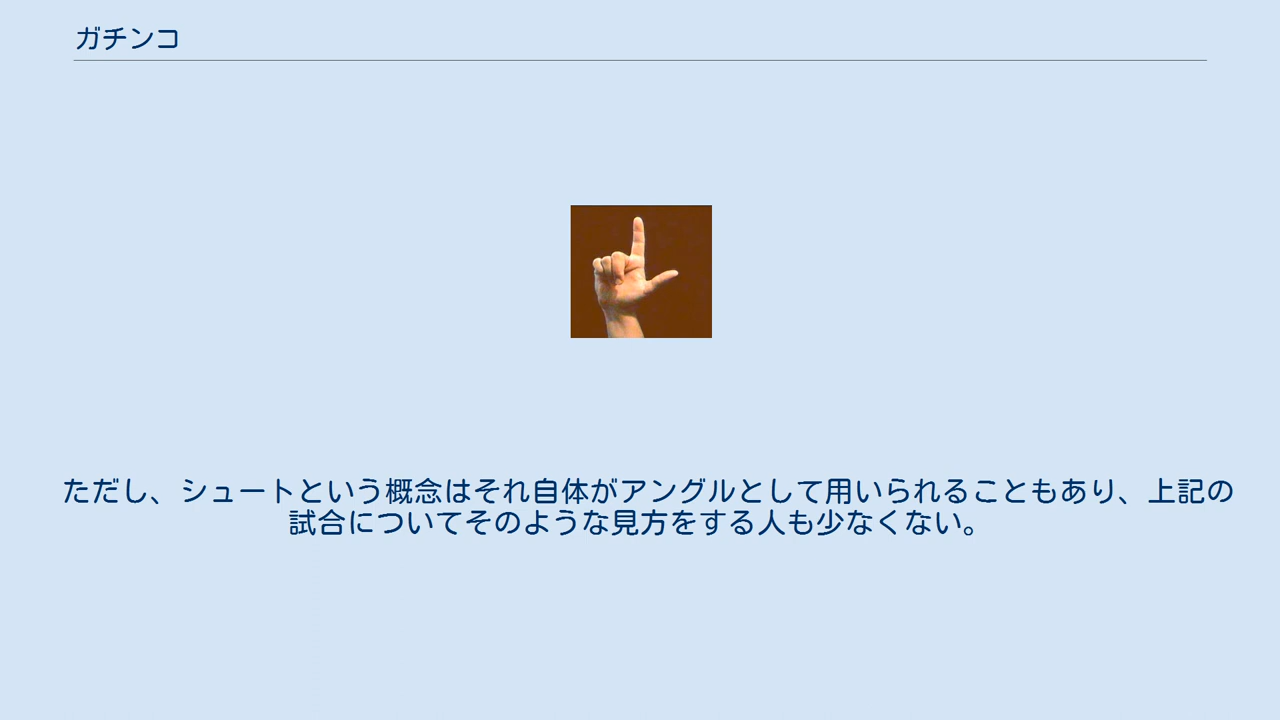 ガチンコ
ただし、シュートという概念はそれ自体がアングルとして用いられることもあり、上記の
試合についてそのような見方をする人も少なくない。